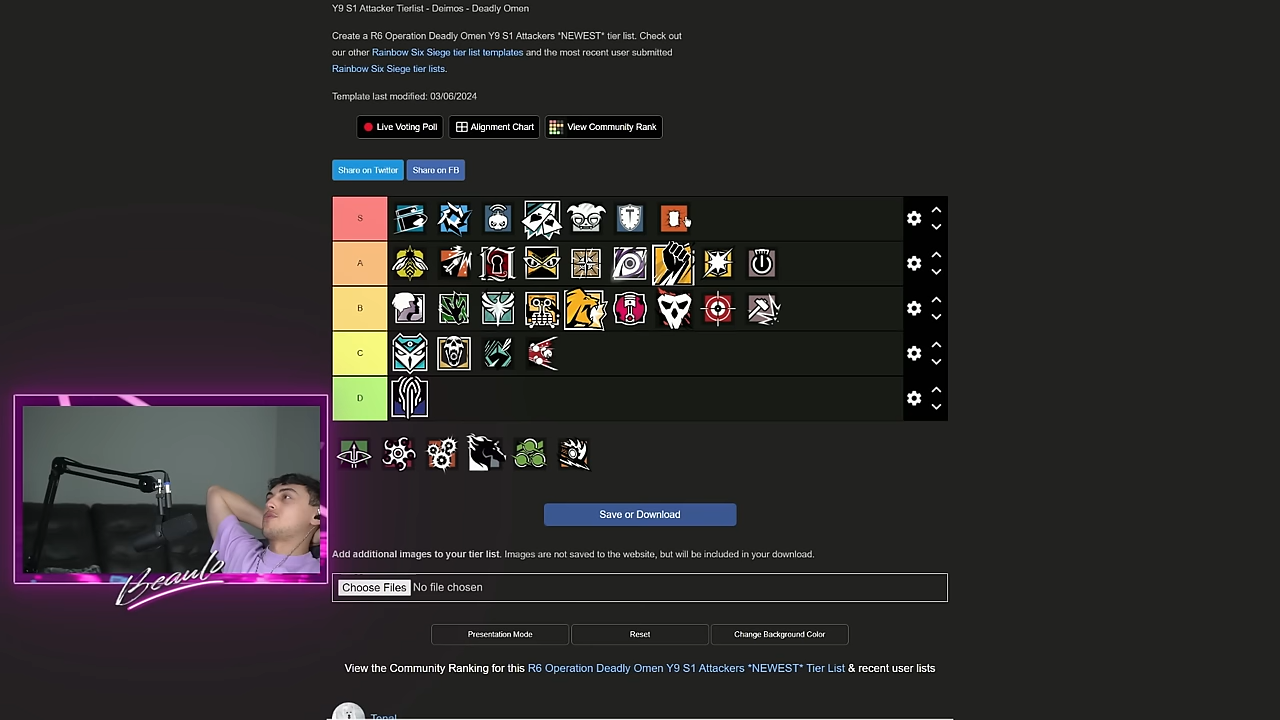 Y9 S1 Attacker Tierlist - Deimos - Deadly Omen
Create a R6 Operation Deadly Omen Y9 S1 Attackers *NEWEST* tier list. Check out
our other Rainbow Six Siege tier list templates and the most recent user submitted
Rainbow Six Siege tier lists.
Template last modified: 03/06/2024
Live Voting Poll
Alignment Chart
View Community Rank
Share on Twitter
Share on FB
S
A
B
C
D
Beaulo
Save or Download
Add additional images to your tier list. Images are not saved to the website, but will be included in your download.
Choose Files No file chosen
Presentation Mode
Reset
Change Background Color
View the Community Ranking for this R6 Operation Deadly Omen Y9 S1 Attackers *NEWEST* Tier List & recent user lists